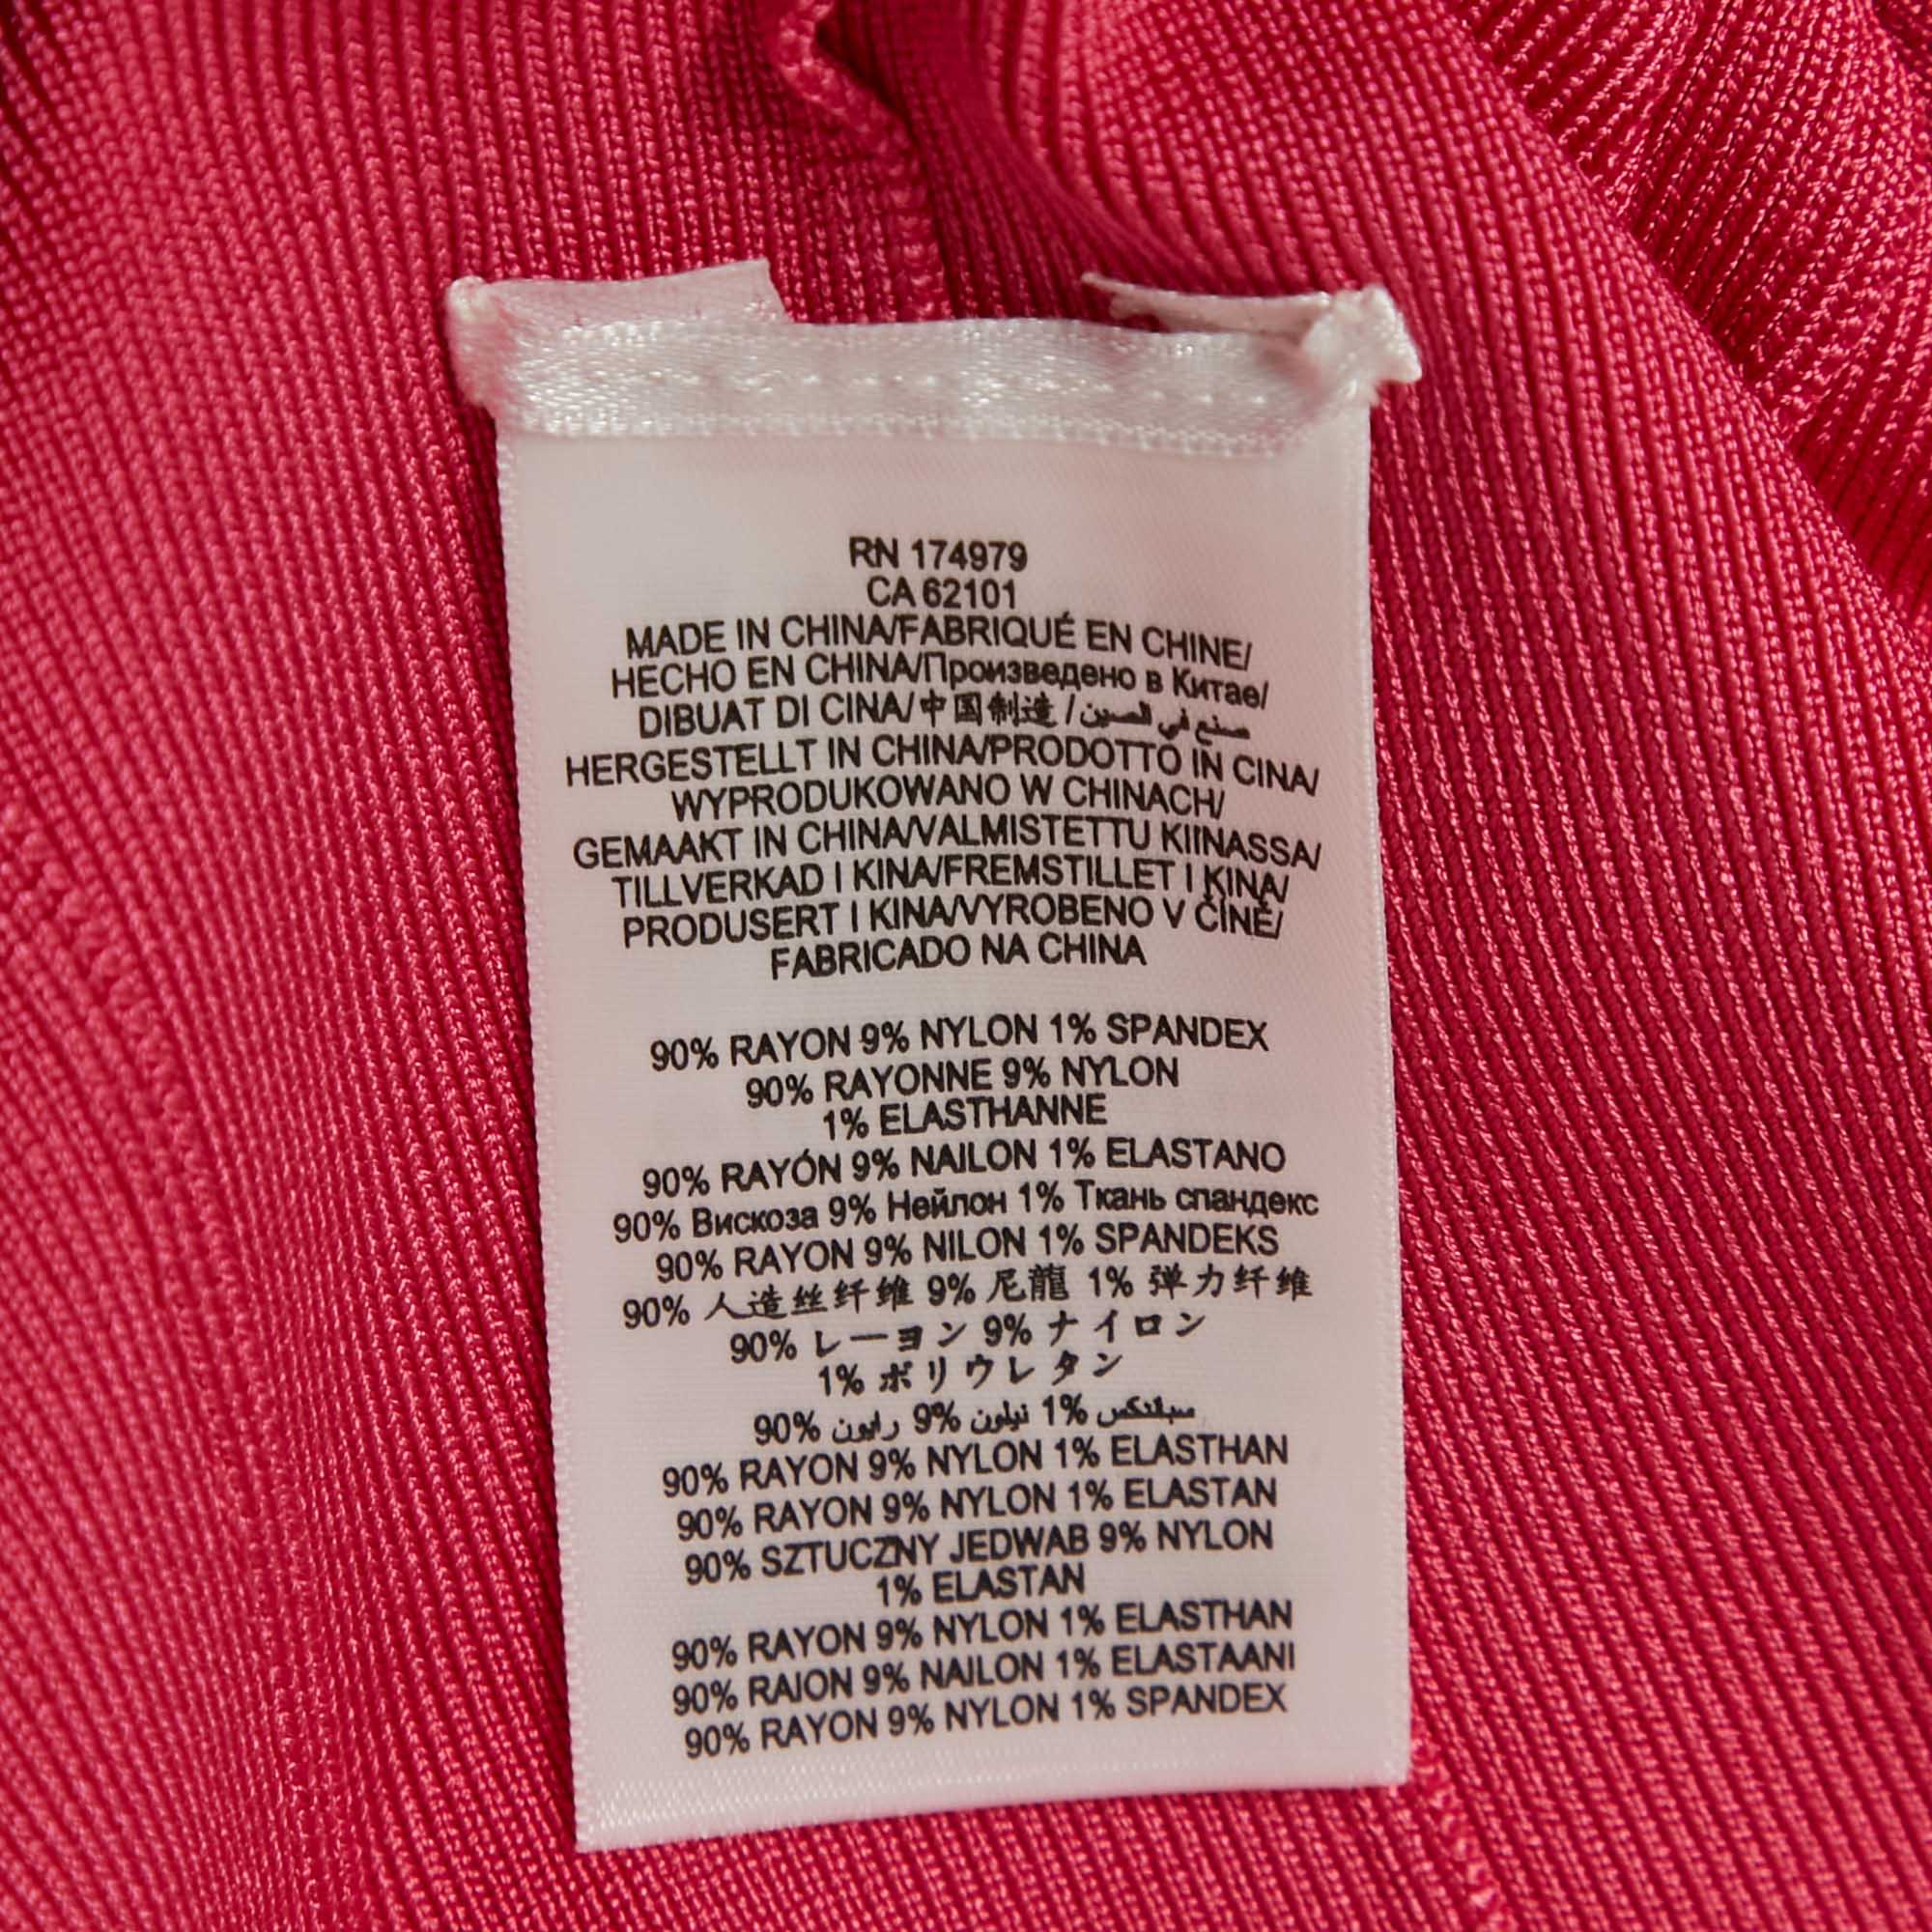 RN 174979
CA 62101
MADE IN CHINA/FABRIQUÉ EN CHINE/
HECHO EN CHINA/Произведено в Китае/
DIBUAT DI CINA/中国制造/صنع في الصين
HERGESTELLT IN CHINA/PRODOTTO IN CINA/
WYPRODUKOWANO W CHINACH/
GEMAAKT IN CHINA/VALMISTETTU KIINASSA/
TILLVERKAD I KINA/FREMSTILLET I KINA/
PRODUSERT I KINA/VYROBENO V ČÍNĚ/
FABRICADO NA CHINA
90% RAYON 9% NYLON 1% SPANDEX
90% RAYONNE 9% NYLON
1% ELASTHANNE
90% RAYÓN 9% NAILON 1% ELASTANO
90% Вискоза 9% Нейлон 1% Ткань спандекс
90% RAYON 9% NILON 1% SPANDEKS
90% 人造丝纤维 9% 尼龍 1% 弹力纤维
90% レーヨン 9% ナイロン
1% ポリウレタン
90% رايون 9% نيلون 1% سباندكس
90% RAYON 9% NYLON 1% ELASTHAN
90% RAYON 9% NYLON 1% ELASTAN
90% SZTUCZNY JEDWAB 9% NYLON
1% ELASTAN
90% RAYON 9% NYLON 1% ELASTHAN
90% RAION 9% NAILON 1% ELASTAANI
90% RAYON 9% NYLON 1% SPANDEX